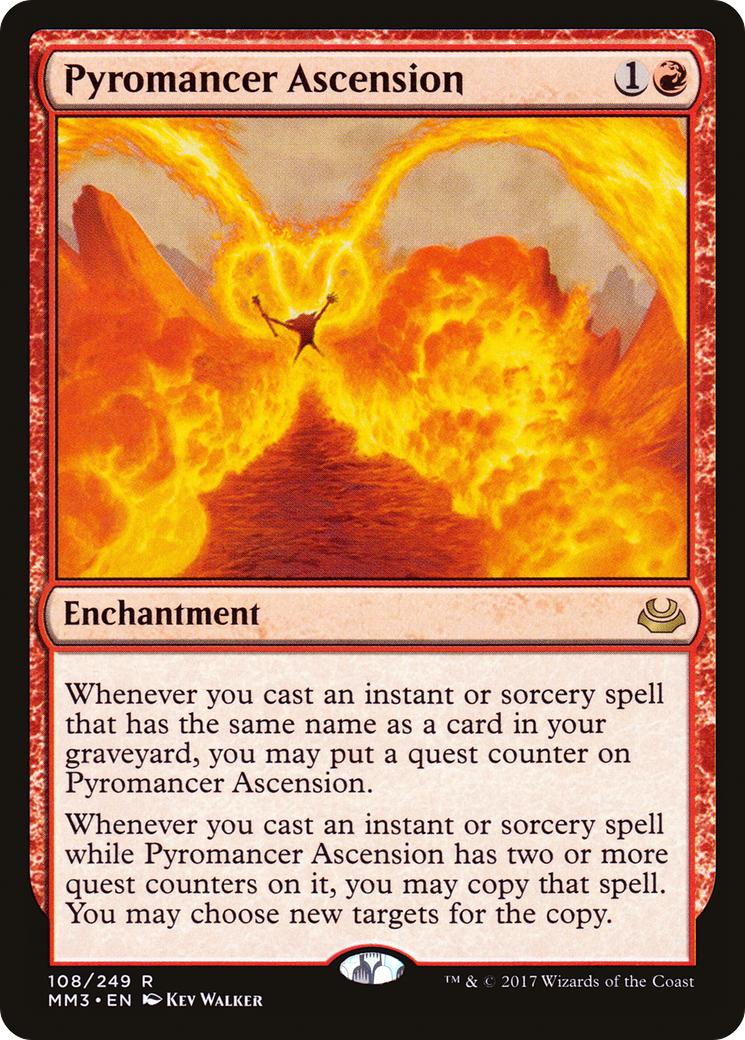 Pyromancer Ascension 1
Enchantment
Whenever you cast an instant or sorcery spell
that has the same name as a card in your
graveyard, you may put a quest counter on
Pyromancer Ascension.
Whenever you cast an instant or sorcery spell
while Pyromancer Ascension has two or more
quest counters on it, you may copy that spell.
You may choose new targets for the copy.
108/249 R
™ & © 2017 Wizards of the Coast
MM3 • EN Kev Walker